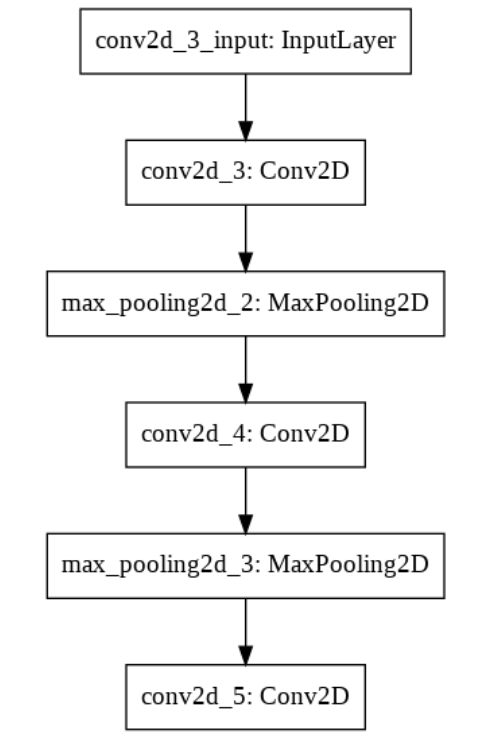 conv2d_3_input: InputLayer
conv2d_3: Conv2D
max_pooling2d_2: MaxPooling2D
conv2d_4: Conv2D
max_pooling2d_3: MaxPooling2D
conv2d_5: Conv2D